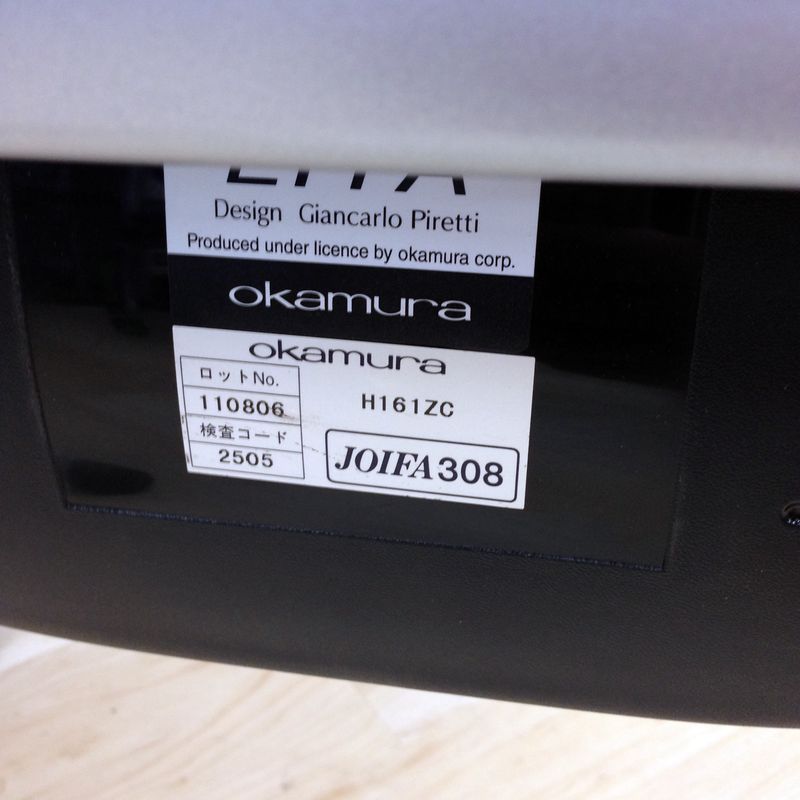 Design Giancarlo Piretti
Produced under licence by okamura corp.
okamura
okamura
ロットNo.
110806
H161ZC
検査コード
2505
JOIFA308